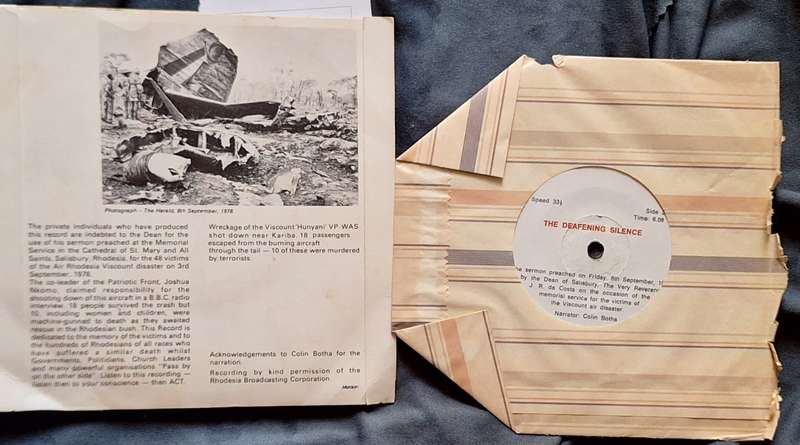 Photograph - The Herald, 8th September, 1978.
The private individuals who have produced
this record are indebted to the Dean for the
use of his sermon preached at the Memorial
Service in the Cathedral of St. Mary and All
Saints, Salisbury, Rhodesia, for the 48 victims
of the Air Rhodesia Viscount disaster on 3rd
September, 1978.
The co-leader of the Patriotic Front, Joshua
Nkomo, claimed responsibility for the
shooting down of this aircraft in a B.B.C. radio
interview. 18 people survived the crash but
10, including women and children, were
machine-gunned to death as they awaited
rescue in the Rhodesian bush. This Record is
dedicated to the memory of the victims and to
the hundreds of Rhodesians of all races who
have suffered a similar death whilst
Governments, Politicians, Church Leaders
and many powerful organisations "Pass by
on the other side". Listen to this recording —
listen then to your conscience — then ACT.
Wreckage of the Viscount 'Hunyani' VP WAS
shot down near Kariba. 18 passengers
escaped from the burning aircraft
through the tail — 10 of these were murdered
by terrorists.
Acknowledgements to Colin Botha for the
narration.
Recording by kind permission of the
Rhodesia Broadcasting Corporation.
Speed 33⅓
Side
Time: 6.08
THE DEAFENING SILENCE
sermon preached on Friday, 8th September,
by the Dean of Salisbury, The Very Reveren
J. R. da Costa on the occasion of the
memorial service for the victims of
the Viscount air disaster.
Narrator: Colin Botha